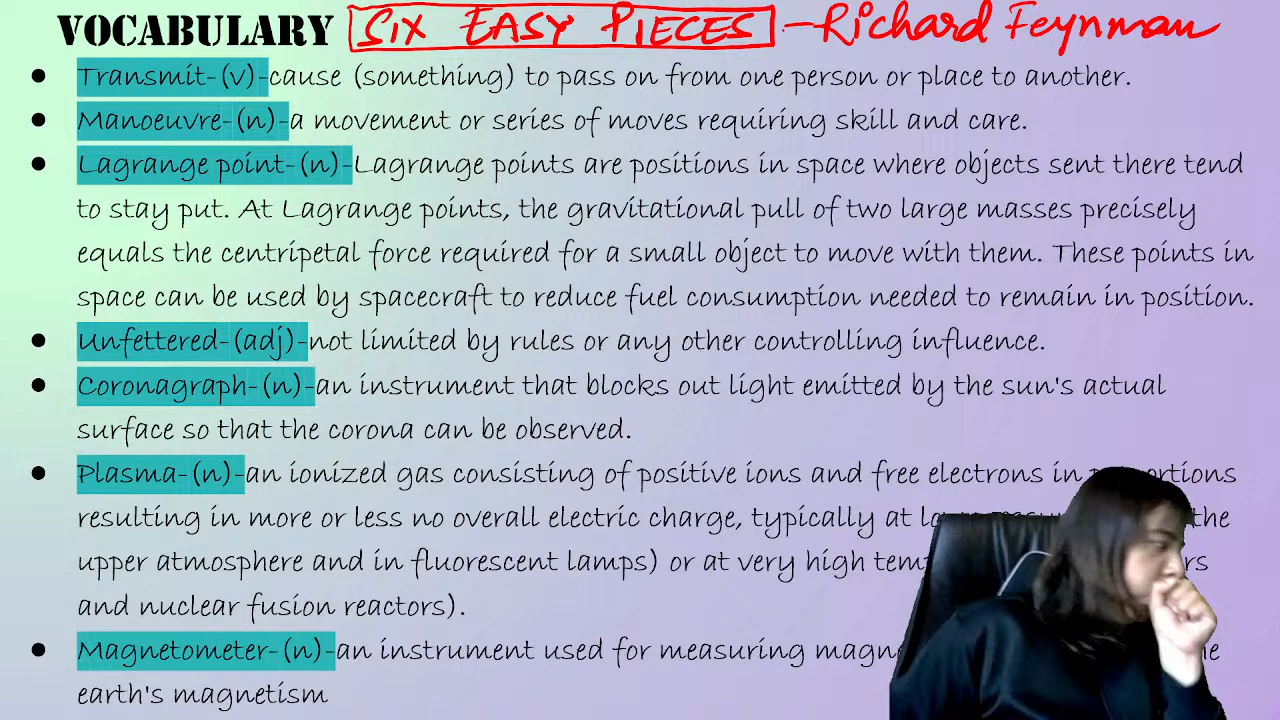 VOCABULARY SIX EASY PIECES - Richard Feynman
• Transmit-(v)-cause (something) to pass on from one person or place to another.
• Manoeuvre-(n)-a movement or series of moves requiring skill and care.
• Lagrange point-(n)-Lagrange points are positions in space where objects sent there tend
to stay put. At Lagrange points, the gravitational pull of two large masses precisely
equals the centripetal force required for a small object to move with them. These points in
space can be used by spacecraft to reduce fuel consumption needed to remain in position.
• Unfettered-(adj)-not limited by rules or any other controlling influence.
• Coronagraph-(n)-an instrument that blocks out light emitted by the sun's actual
surface so that the corona can be observed.
• Plasma-(n)-an ionized gas consisting of positive ions and free electrons in
resulting in more or less no overall electric charge, typically at the
upper atmosphere and in fluorescent lamps) or at very high
and nuclear fusion reactors).
• Magnetometer-(n)-an instrument used for measuring
earth's magnetism